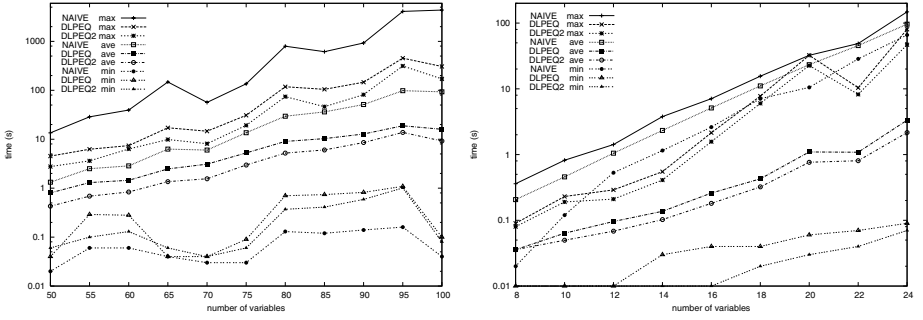 NAIVE max
DLPEQ max
DLPEQ2 max
NAIVE ave
DLPEQ ave
DLPEQ2 ave
NAIVE min
DLPEQ min
DLPEQ2 min
1000
100
10
1
0.1
0.01
time (s)
50 55 60 65 70 75 80 85 90 95 100
number of variables
NAIVE max
DLPEQ max
DLPEQ2 max
NAIVE ave
DLPEQ ave
DLPEQ2 ave
NAIVE min
DLPEQ min
DLPEQ2 min
100
10
1
0.1
0.01
time (s)
8 10 12 14 16 18 20 22 24
number of variables